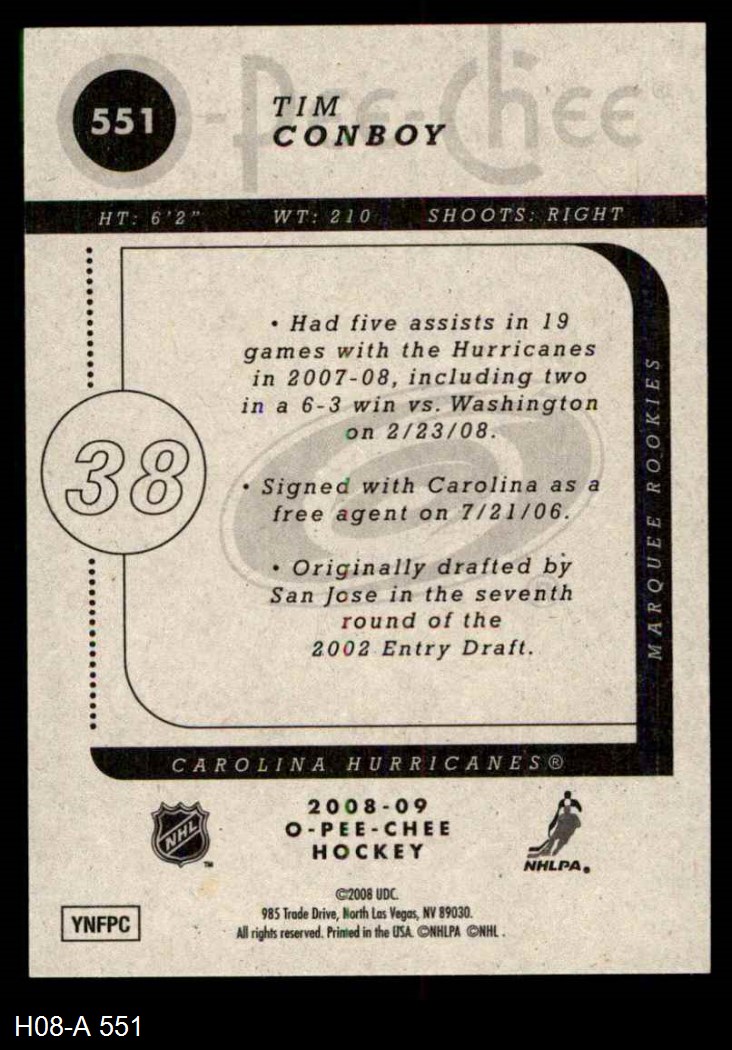 O-Pee-Chee®
551
TIM
CONBOY
HT: 6'2"
WT: 210
SHOOTS: RIGHT
• Had five assists in 19
games with the Hurricanes
in 2007-08, including two
in a 6-3 win vs. Washington
on 2/23/08.
• Signed with Carolina as a
free agent on 7/21/06.
• Originally drafted by
San Jose in the seventh
round of the
2002 Entry Draft.
38
MARQUEE ROOKIES
CAROLINA HURRICANES®
NHL
TM
2008-09
O-PEE-CHEE
HOCKEY
NHLPA®
©2008 UDC.
985 Trade Drive, North Las Vegas, NV 89030.
All rights reserved. Printed in the USA. ©NHLPA ©NHL.
YNFPC
H08-A 551